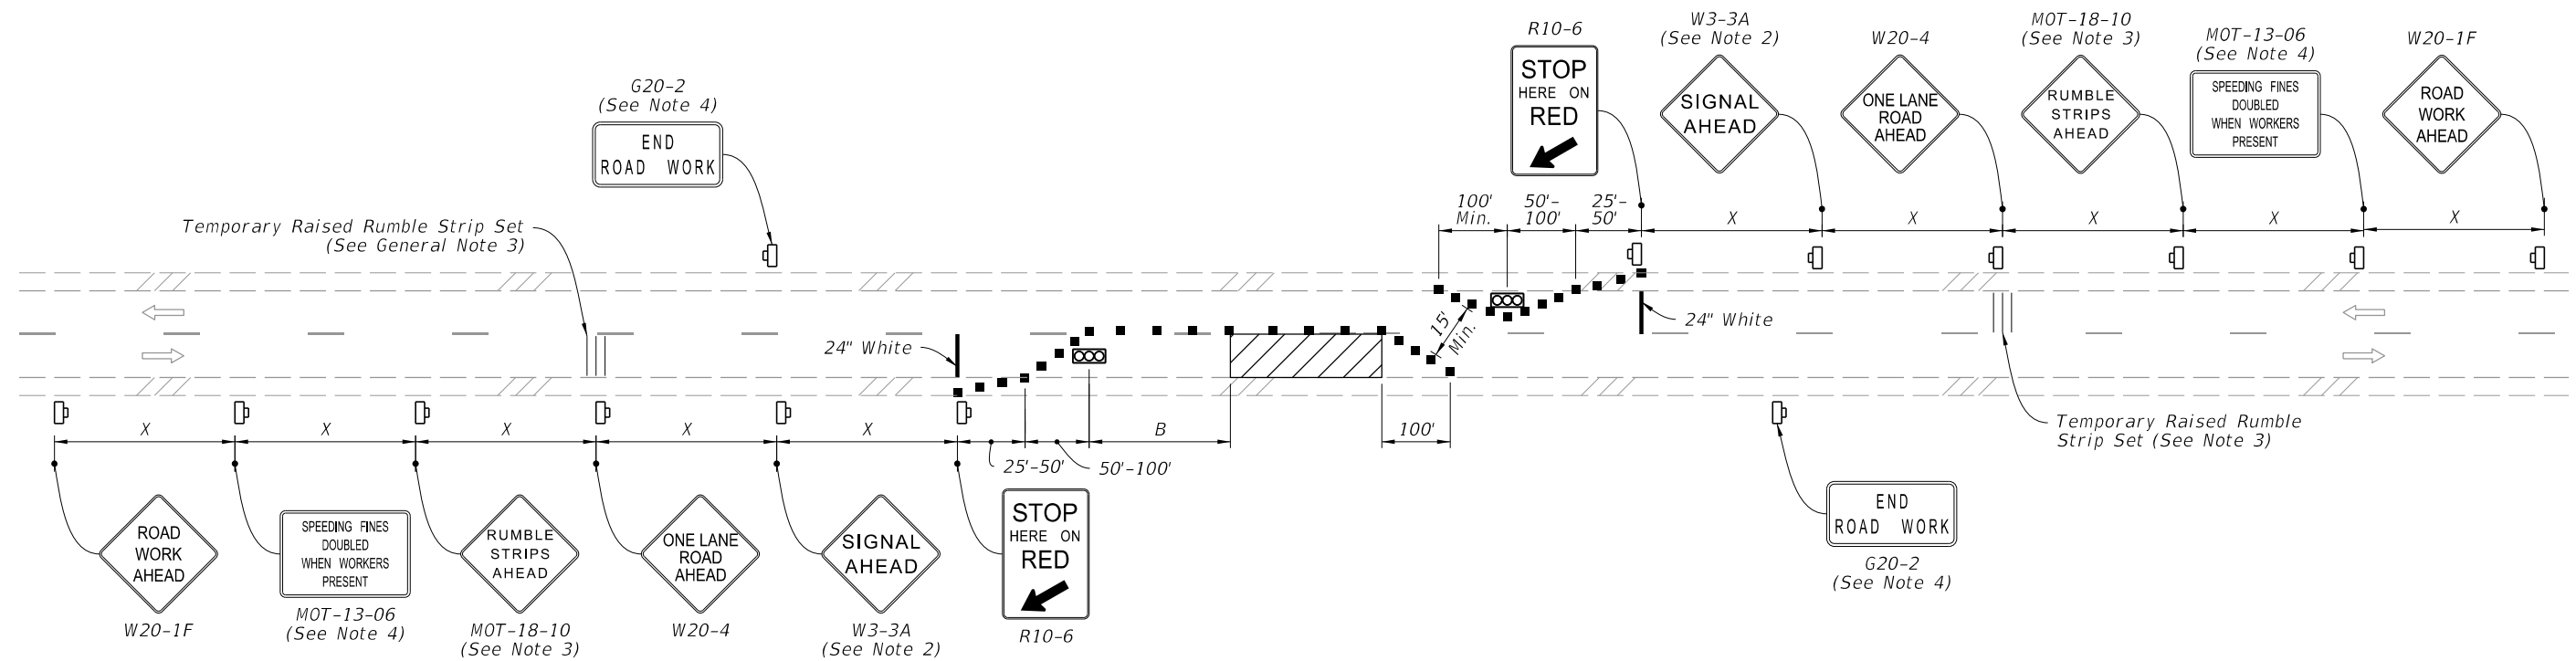 R10-6
STOP
HERE ON
RED
W3-3A
(See Note 2)
SIGNAL
AHEAD
W20-4
ONE LANE
ROAD
AHEAD
MOT-18-10
(See Note 3)
RUMBLE
STRIPS
AHEAD
MOT-13-06
(See Note 4)
SPEEDING FINES
DOUBLED
WHEN WORKERS
PRESENT
W20-1F
ROAD
WORK
AHEAD
G20-2
(See Note 4)
END
ROAD WORK
Temporary Raised Rumble Strip Set
(See General Note 3)
100'
Min.
50'-
100'
25'-
50'
X
X
X
X
X
24" White
15'
Min.
24" White
X
X
X
X
X
25'-50'
50'-100'
B
100'
Temporary Raised Rumble
Strip Set (See Note 3)
ROAD
WORK
AHEAD
W20-1F
SPEEDING FINES
DOUBLED
WHEN WORKERS
PRESENT
MOT-13-06
(See Note 4)
RUMBLE
STRIPS
AHEAD
MOT-18-10
(See Note 3)
ONE LANE
ROAD
AHEAD
W20-4
SIGNAL
AHEAD
W3-3A
(See Note 2)
STOP
HERE ON
RED
R10-6
END
ROAD WORK
G20-2
(See Note 4)